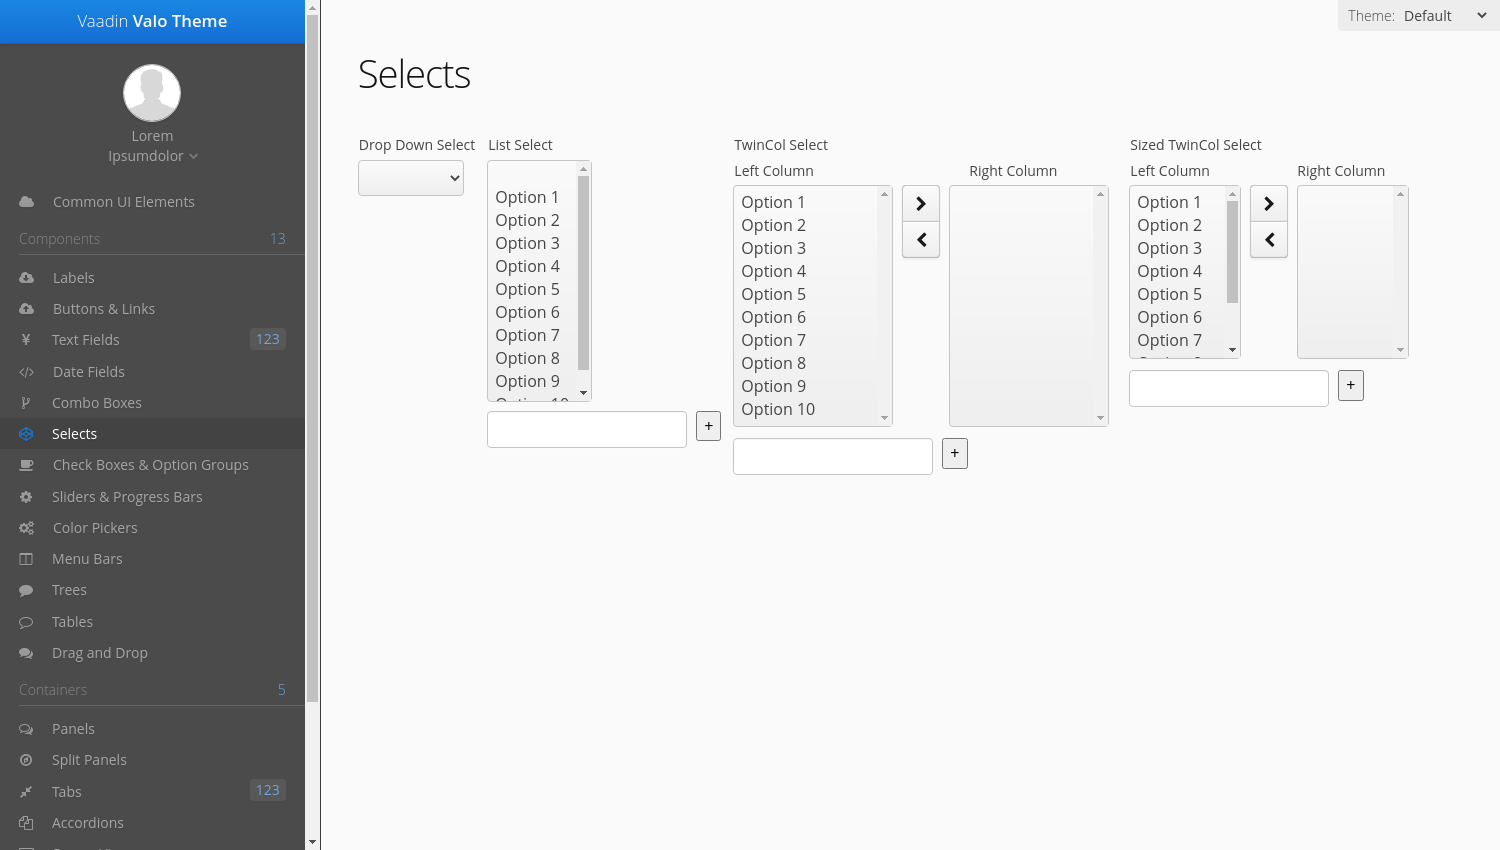 Vaadin Valo Theme
Lorem
Ipsumdolor
Common UI Elements
Components 13
Labels
Buttons & Links
Text Fields 123
Date Fields
Combo Boxes
Selects
Check Boxes & Option Groups
Sliders & Progress Bars
Color Pickers
Menu Bars
Trees
Tables
Drag and Drop
Containers 5
Panels
Split Panels
Tabs 123
Accordions
Theme: Default
Selects
Drop Down Select
List Select
Option 1
Option 2
Option 3
Option 4
Option 5
Option 6
Option 7
Option 8
Option 9
Option 10
+
TwinCol Select
Left Column
Right Column
Option 1
Option 2
Option 3
Option 4
Option 5
Option 6
Option 7
Option 8
Option 9
Option 10
+
Sized TwinCol Select
Left Column
Right Column
Option 1
Option 2
Option 3
Option 4
Option 5
Option 6
Option 7
+